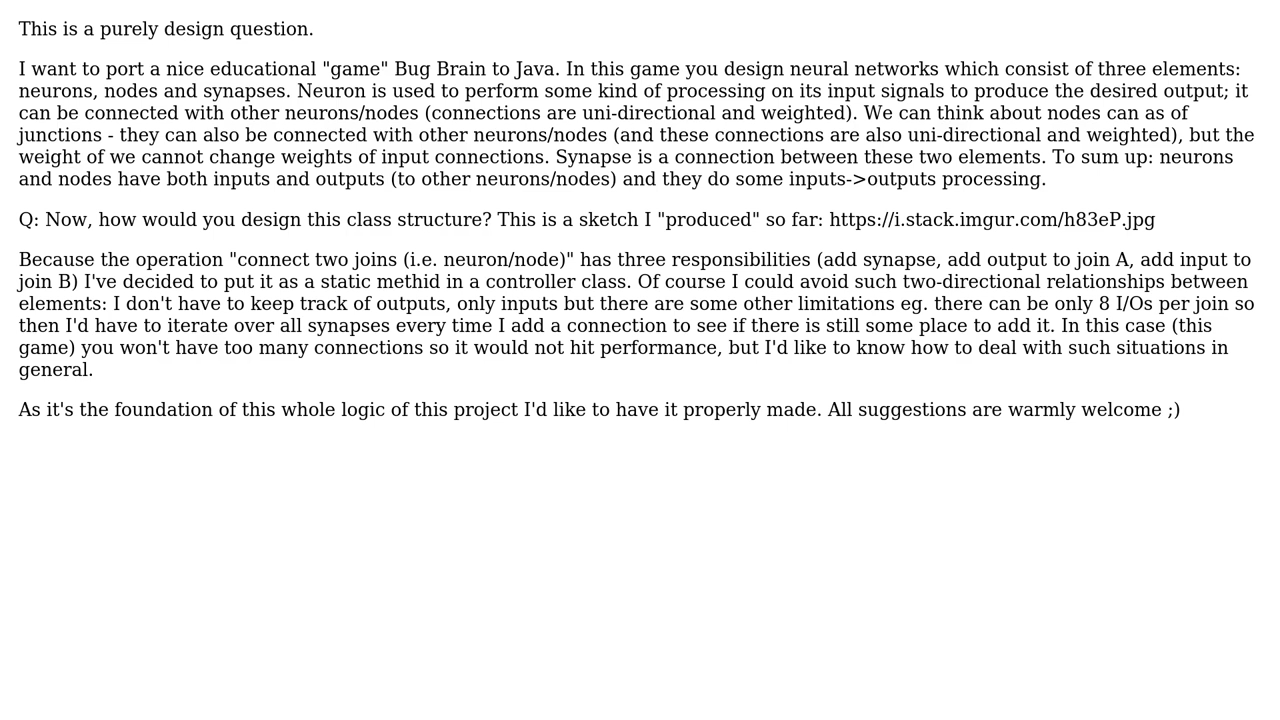 This is a purely design question.
I want to port a nice educational "game" Bug Brain to Java. In this game you design neural networks which consist of three elements:
neurons, nodes and synapses. Neuron is used to perform some kind of processing on its input signals to produce the desired output; it
can be connected with other neurons/nodes (connections are uni-directional and weighted). We can think about nodes can as of
junctions - they can also be connected with other neurons/nodes (and these connections are also uni-directional and weighted), but the
weight of we cannot change weights of input connections. Synapse is a connection between these two elements. To sum up: neurons
and nodes have both inputs and outputs (to other neurons/nodes) and they do some inputs->outputs processing.
Q: Now, how would you design this class structure? This is a sketch I "produced" so far: https://i.stack.imgur.com/h83eP.jpg
Because the operation "connect two joins (i.e. neuron/node)" has three responsibilities (add synapse, add output to join A, add input to
join B) I've decided to put it as a static methid in a controller class. Of course I could avoid such two-directional relationships between
elements: I don't have to keep track of outputs, only inputs but there are some other limitations eg. there can be only 8 I/Os per join so
then I'd have to iterate over all synapses every time I add a connection to see if there is still some place to add it. In this case (this
game) you won't have too many connections so it would not hit performance, but I'd like to know how to deal with such situations in
general.
As it's the foundation of this whole logic of this project I'd like to have it properly made. All suggestions are warmly welcome ;)